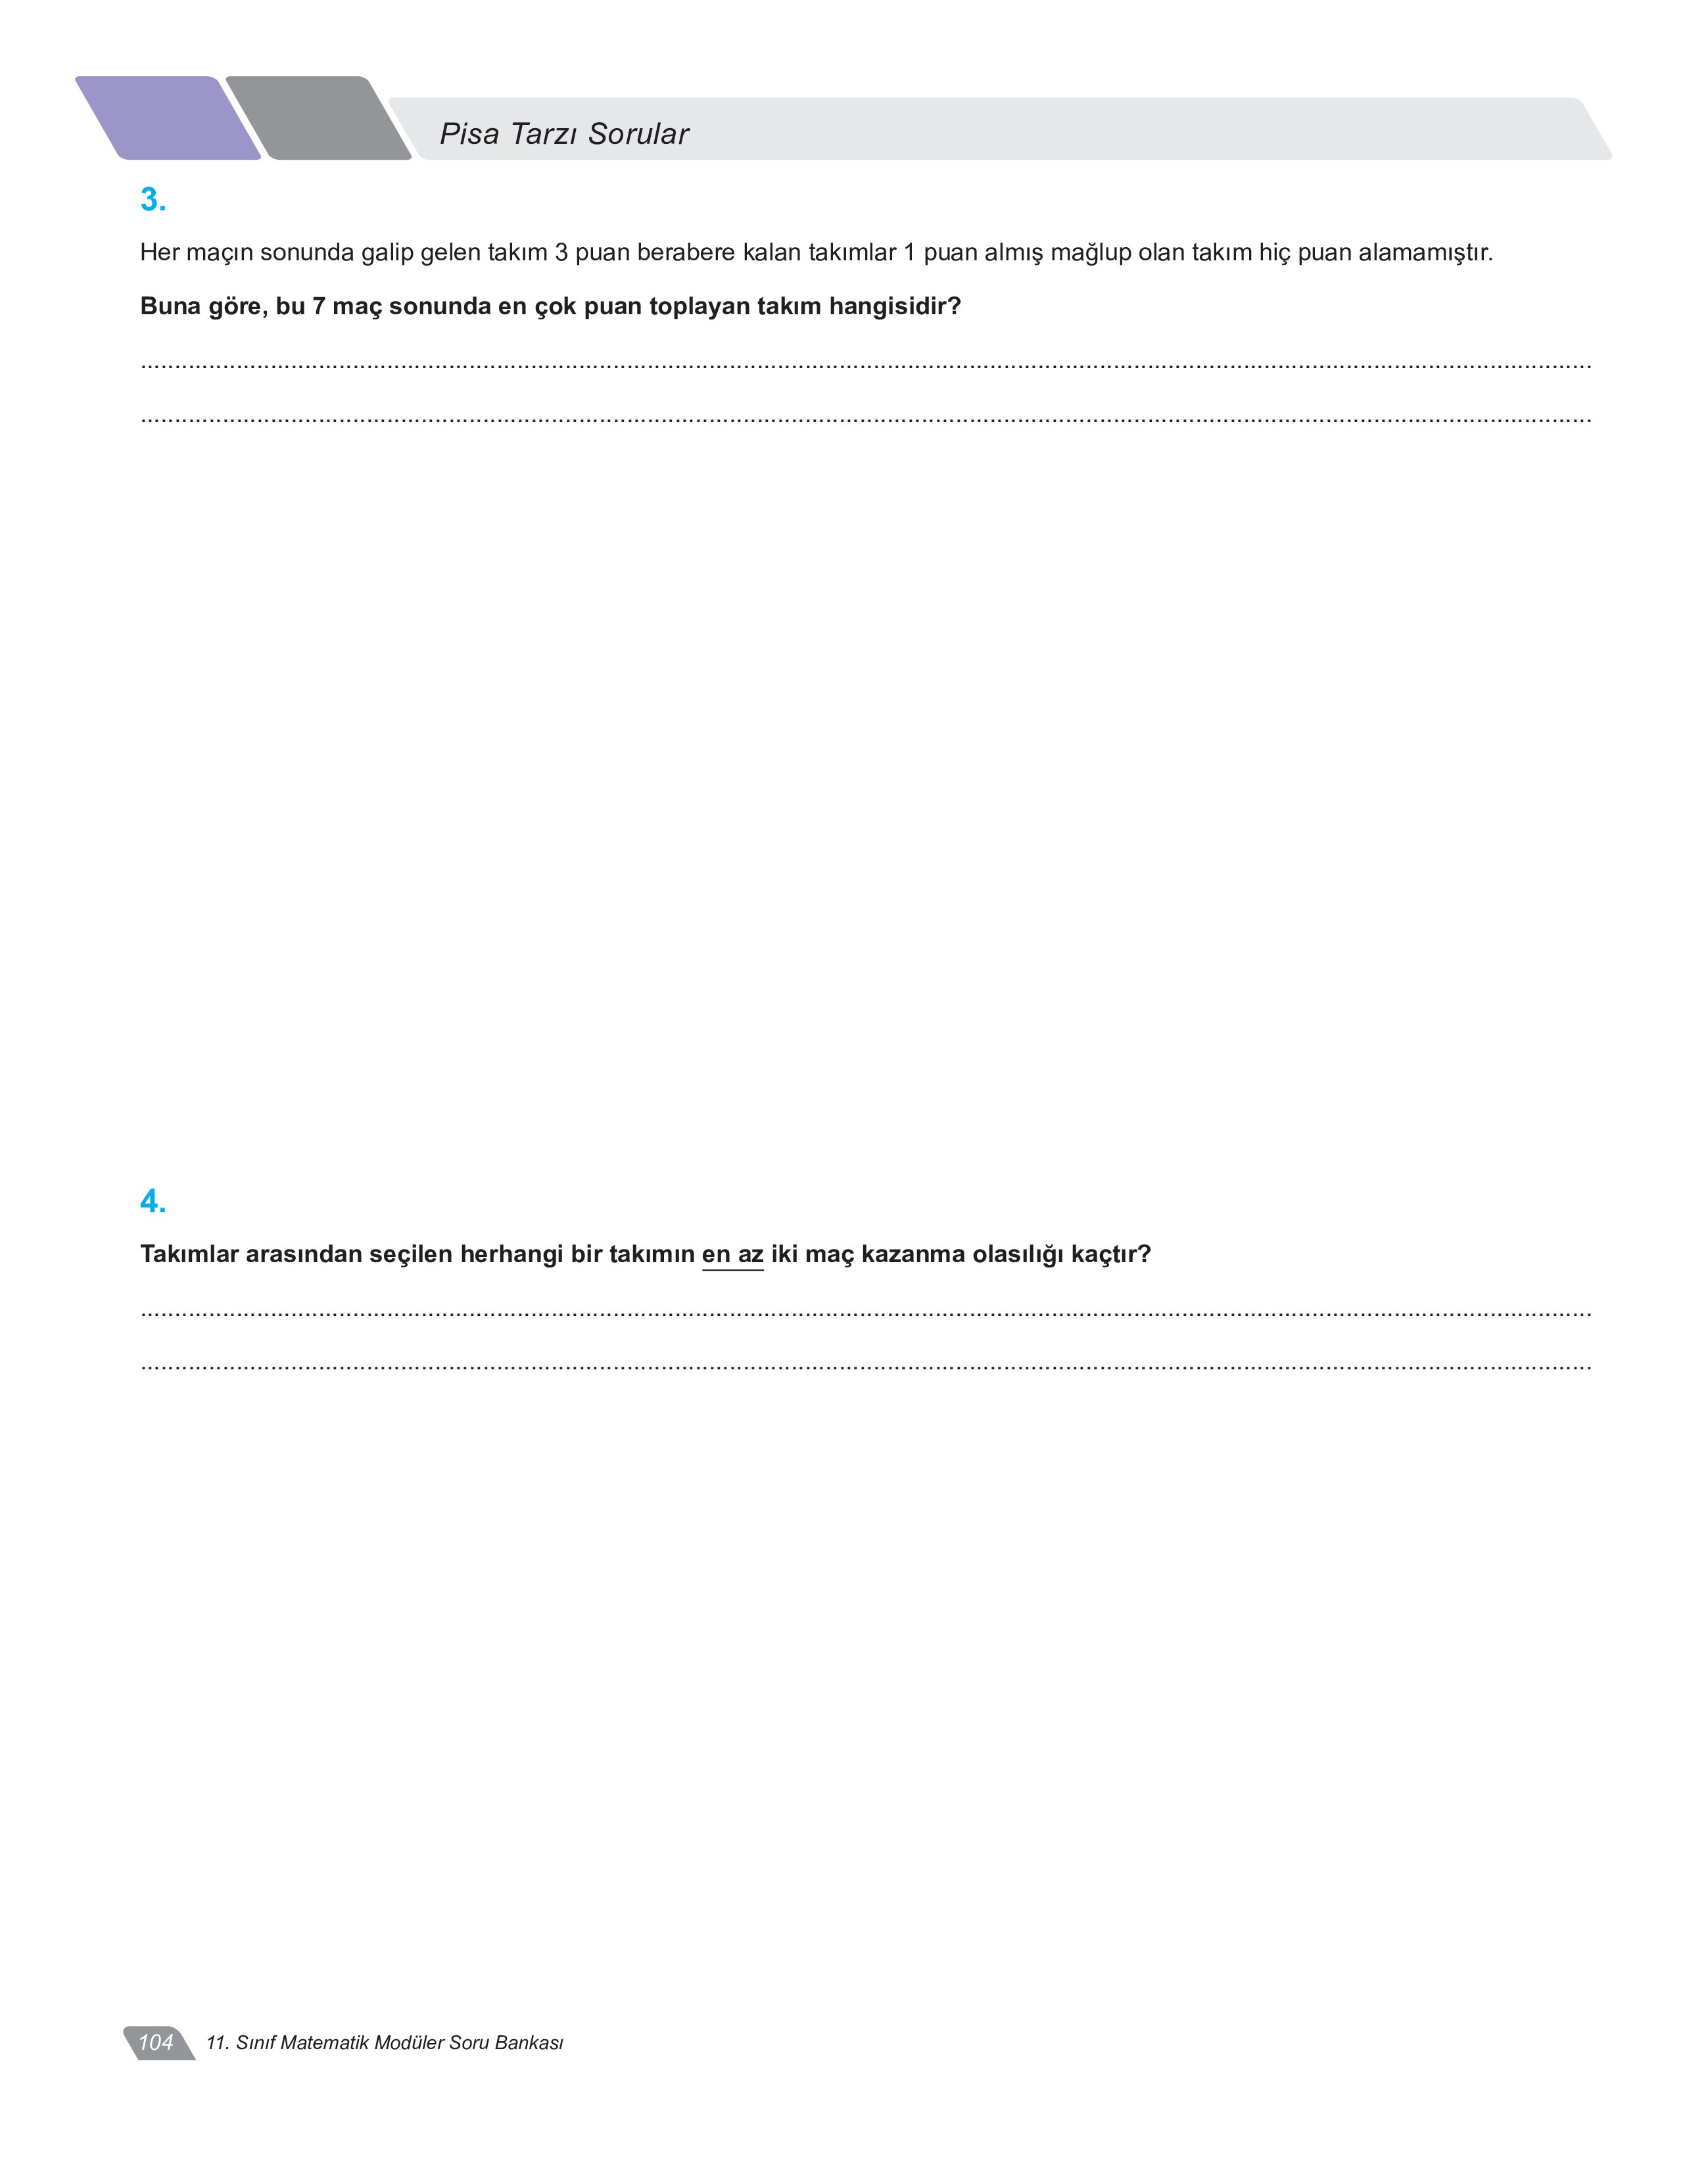 Pisa Tarzı Sorular
3.
Her maçın sonunda galip gelen takım 3 puan berabere kalan takımlar 1 puan almış mağlup olan takım hiç puan alamamıştır.
Buna göre, bu 7 maç sonunda en çok puan toplayan takım hangisidir?
4.
Takımlar arasından seçilen herhangi bir takımın en az iki maç kazanma olasılığı kaçtır?
104 11. Sınıf Matematik Modüler Soru Bankası